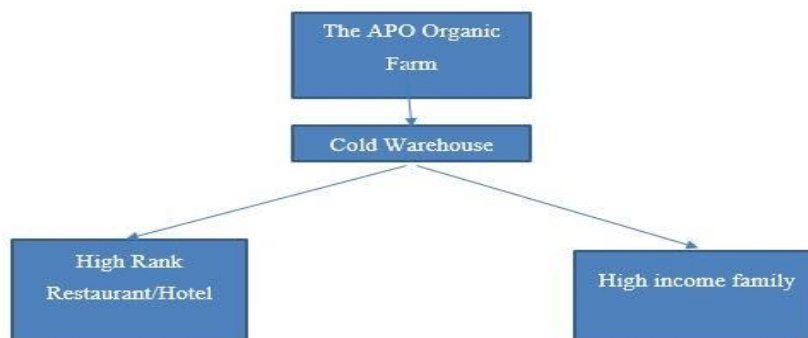 The APO Organic
Farm
Cold Warehouse
High Rank
Restaurant/Hotel
High income family